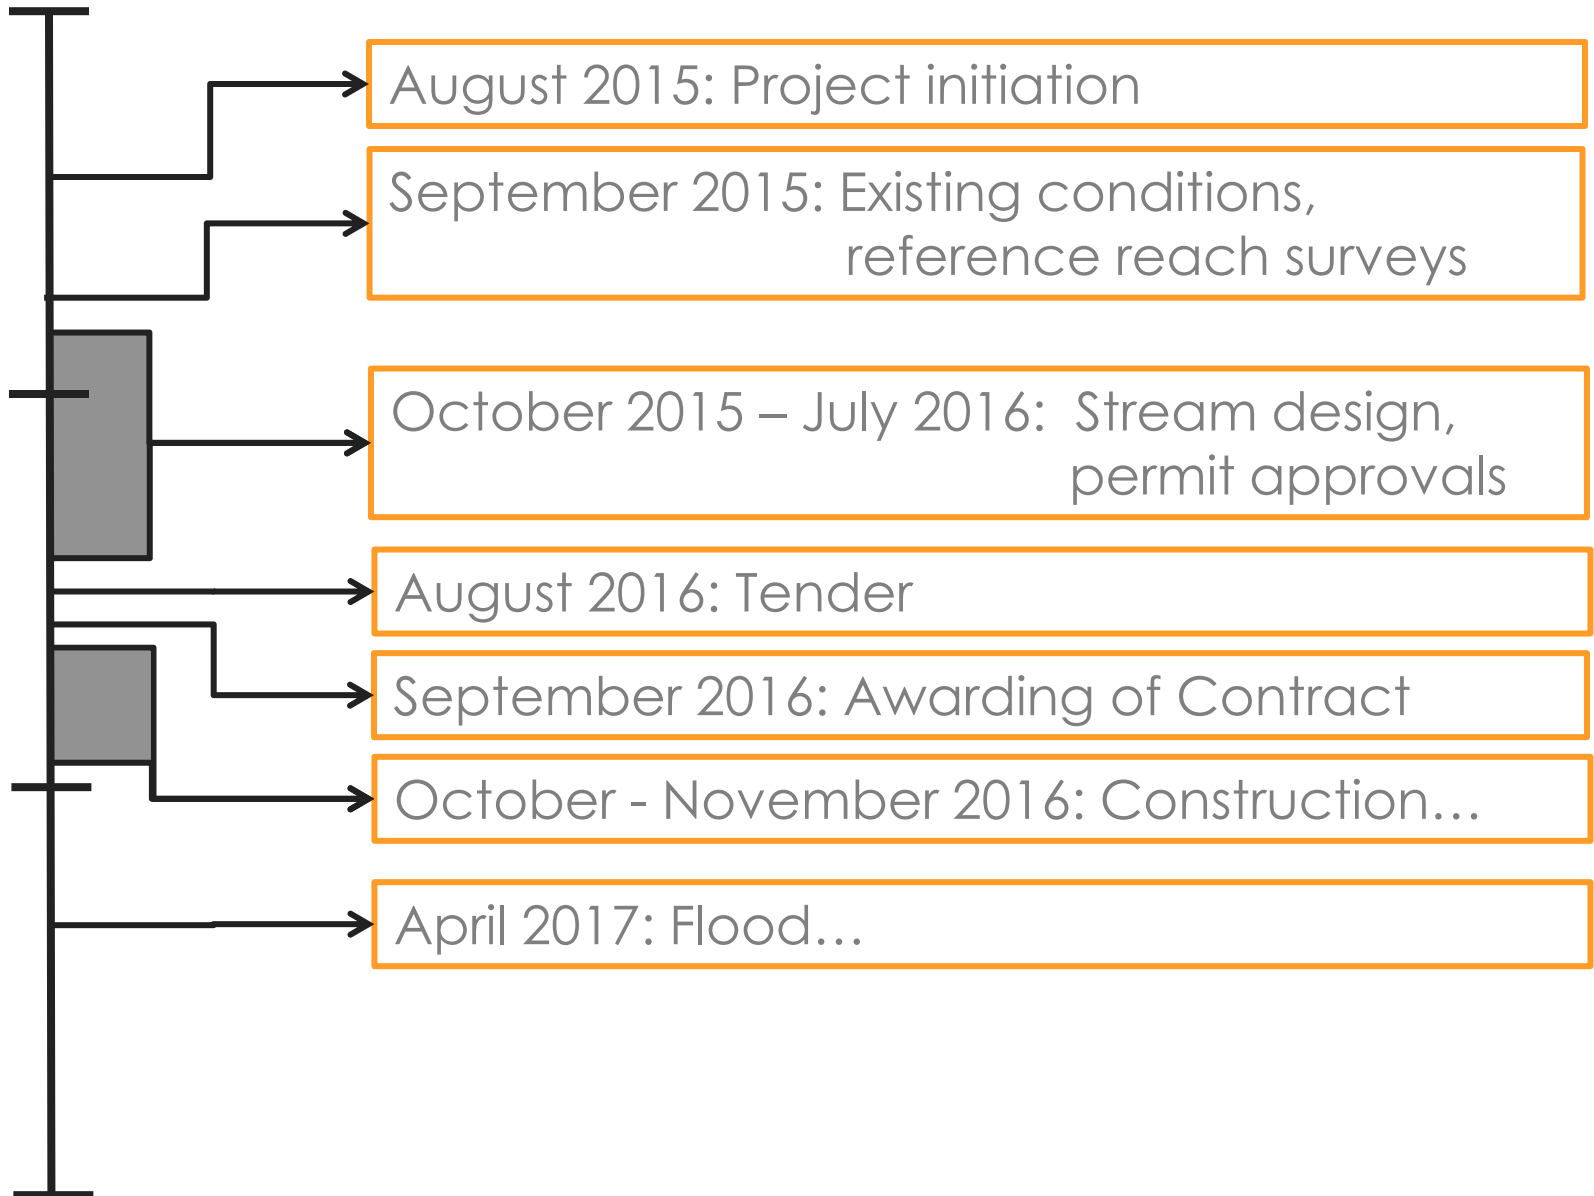 August 2015: Project initiation
September 2015: Existing conditions,
reference reach surveys
October 2015 – July 2016:  Stream design,
permit approvals
August 2016: Tender
September 2016: Awarding of Contract
October - November 2016: Construction…
April 2017: Flood…